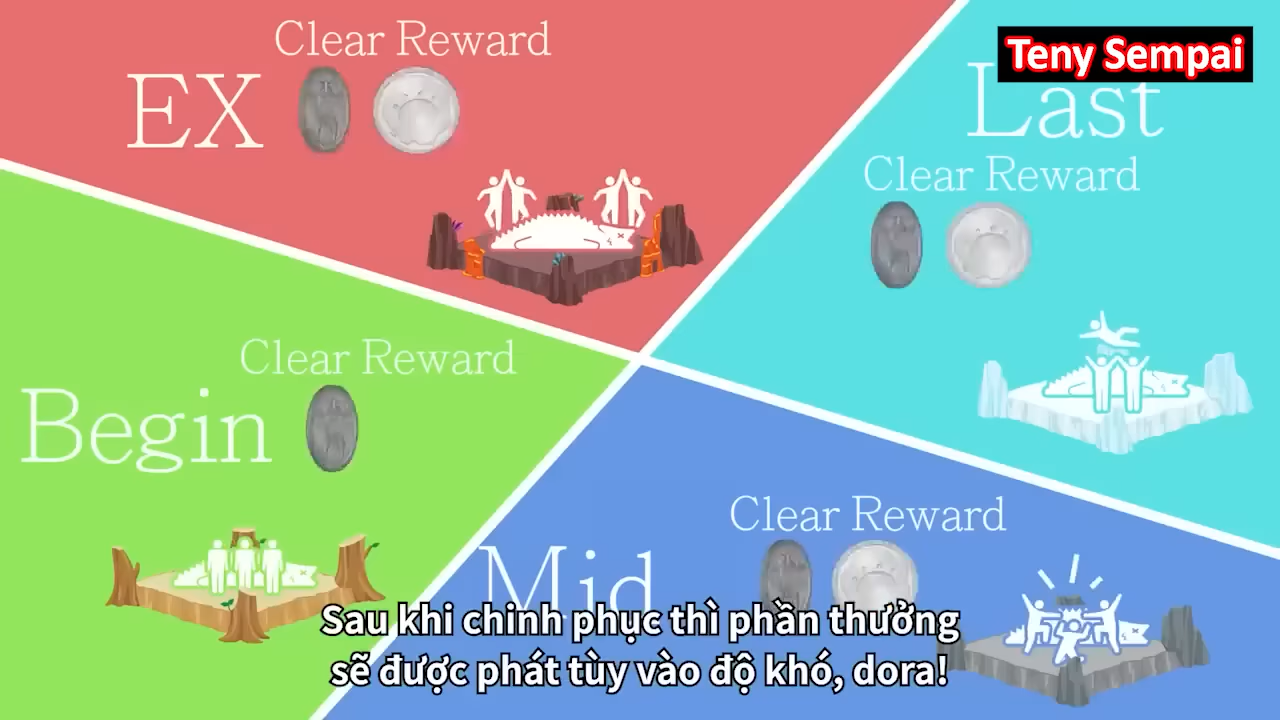 Clear Reward
EX
Teny Sempai
Last
Clear Reward
Clear Reward
Begin
Clear Reward
Mid
Sau khi chinh phục thì phần thưởng
sẽ được phát tùy vào độ khó, dora!